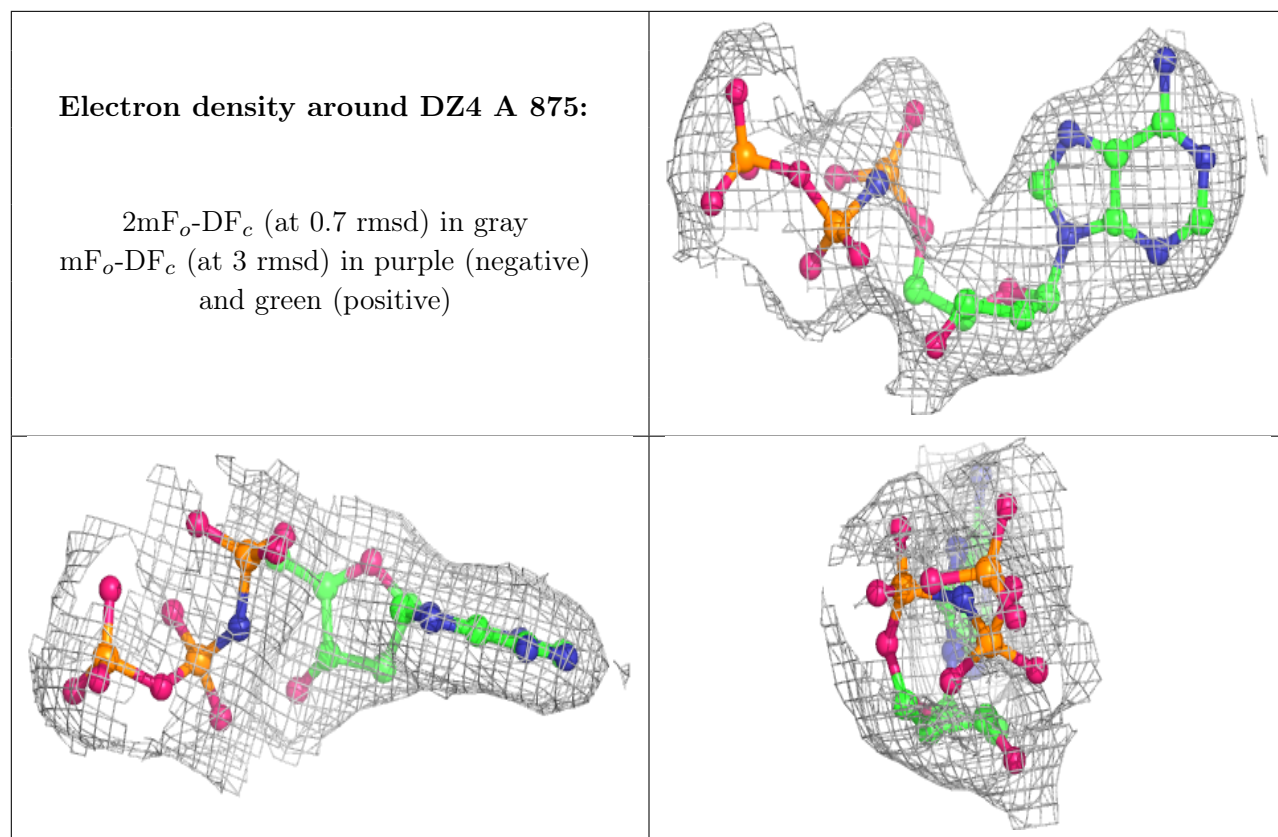 Electron density around DZ4 A 875:
2mFo-DFc (at 0.7 rmsd) in gray
mFo-DFc (at 3 rmsd) in purple (negative)
and green (positive)